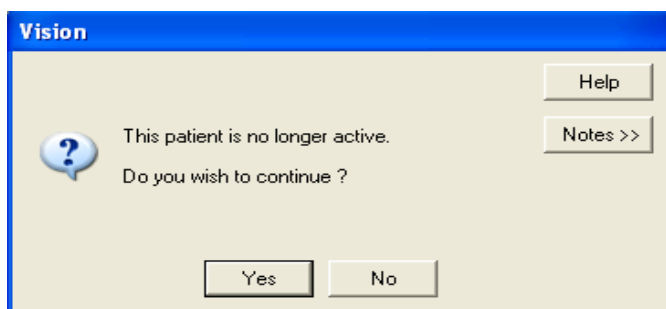 Vision
Help
This patient is no longer active.
Notes >>
Do you wish to continue ?
Yes
No